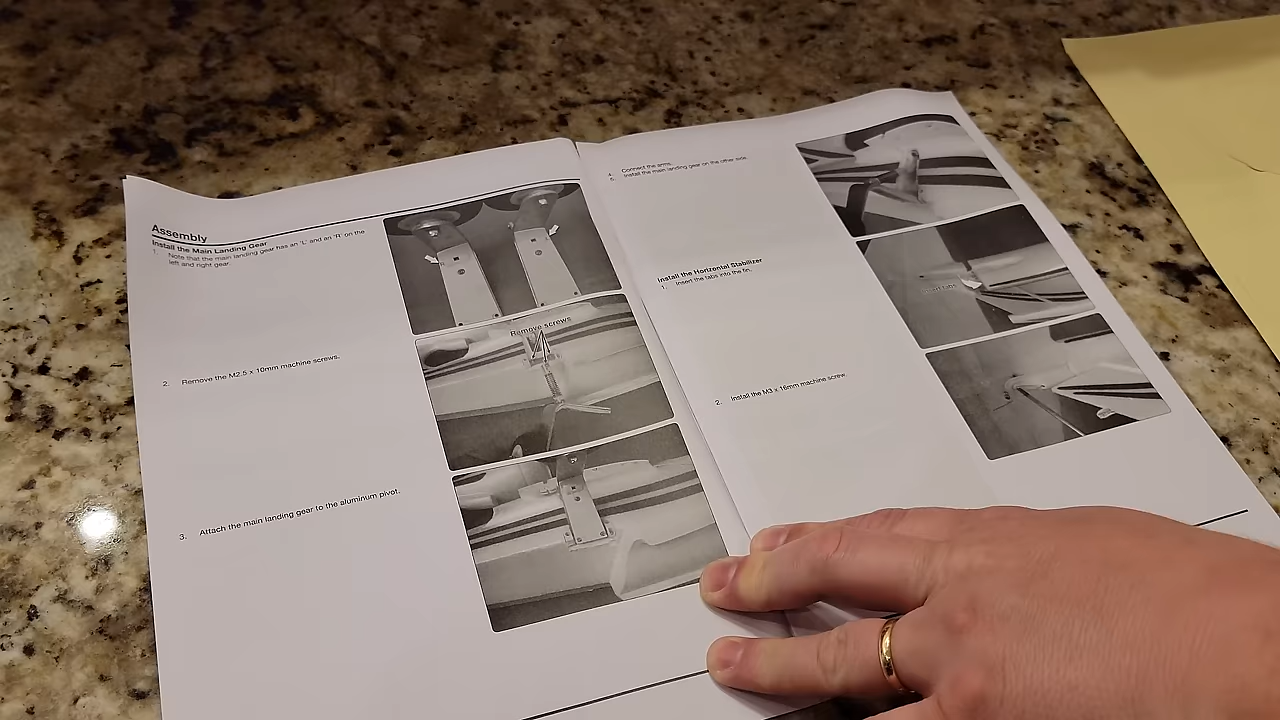 Assembly
Install the Main Landing Gear
1. Note that the main landing gear has an "L" and an "R" on the
left and right gear.
Remove screws
2. Remove the M2.5 x 10mm machine screws.
3. Attach the main landing gear to the aluminum pivot.
4. Connect the arms.
5. Install the main landing gear on the other side.
Install the Horizontal Stabilizer
1. Insert the tabs into the fin.
Insert tabs
2. Install the M3 x 16mm machine screw.